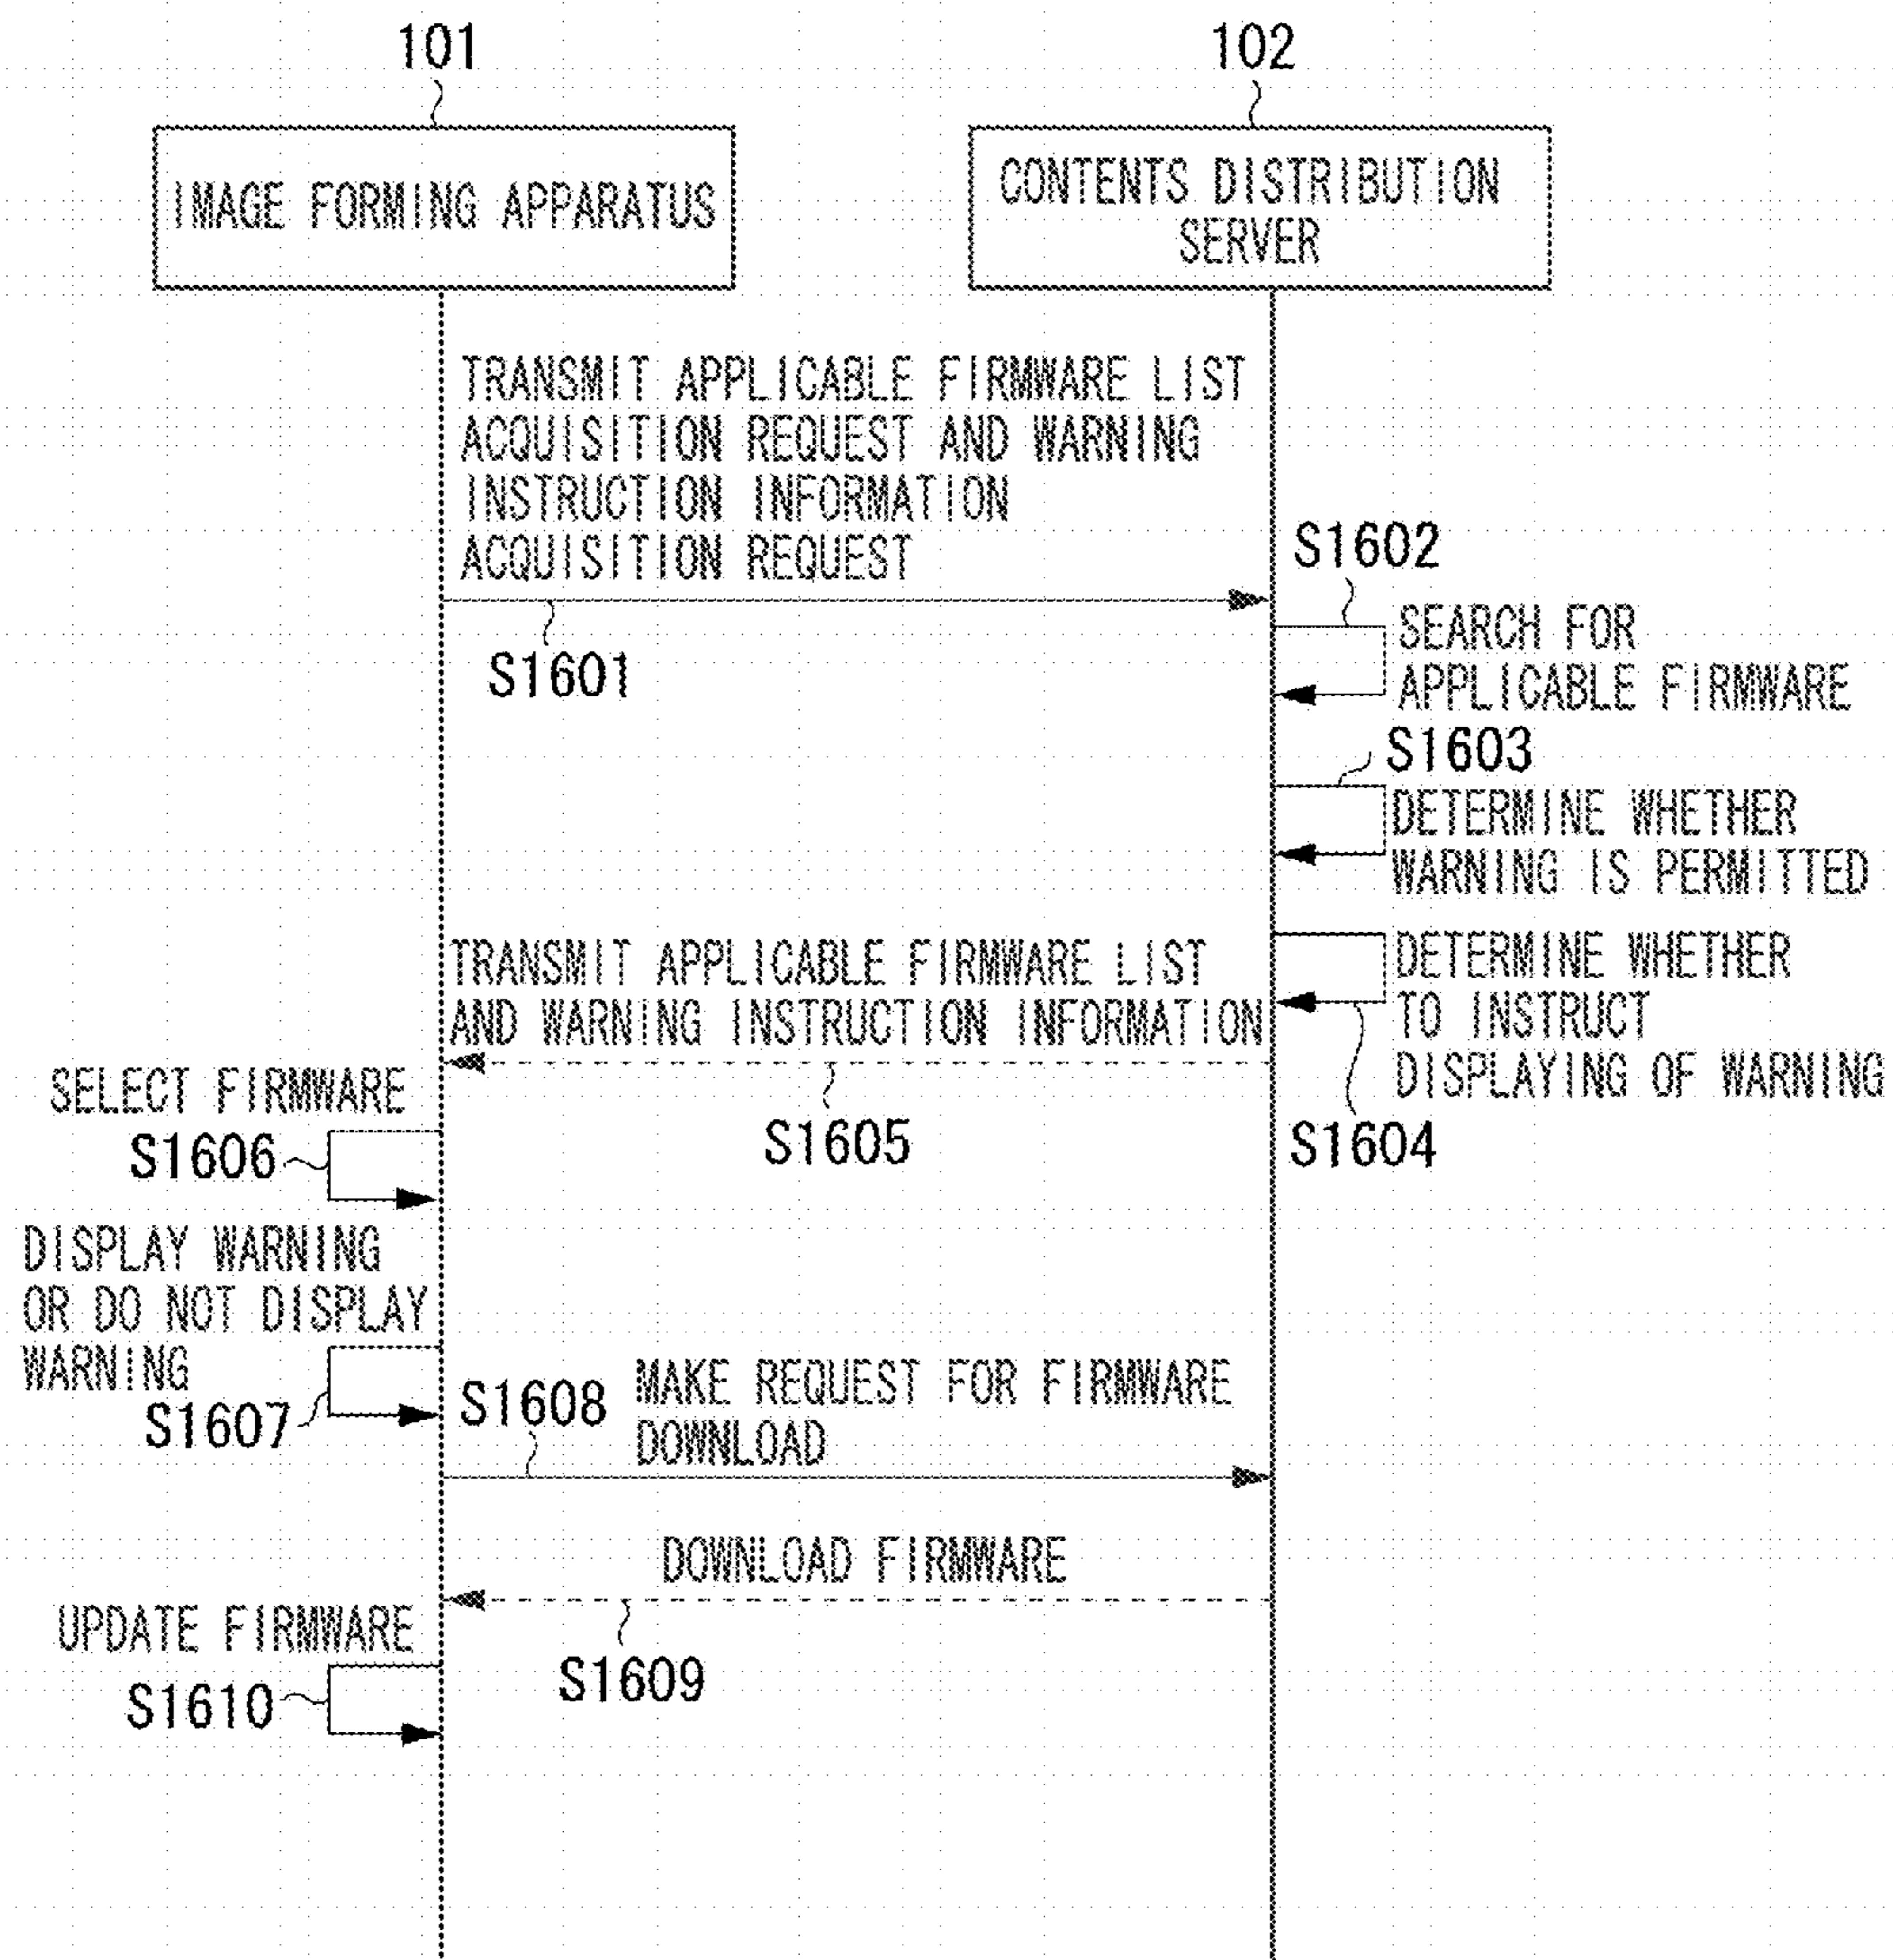 101
102
IMAGE FORMING APPARATUS
CONTENTS DISTRIBUTION
SERVER
TRANSMIT APPLICABLE FIRMWARE LIST
ACQUISITION REQUEST AND WARNING
INSTRUCTION INFORMATION
ACQUISITION REQUEST
S1601
S1602
SEARCH FOR
APPLICABLE FIRMWARE
S1603
DETERMINE WHETHER
WARNING IS PERMITTED
DETERMINE WHETHER
TO INSTRUCT
DISPLAYING OF WARNING
S1604
TRANSMIT APPLICABLE FIRMWARE LIST
AND WARNING INSTRUCTION INFORMATION
S1605
SELECT FIRMWARE
S1606
DISPLAY WARNING
OR DO NOT DISPLAY
WARNING
S1607
S1608
MAKE REQUEST FOR FIRMWARE
DOWNLOAD
DOWNLOAD FIRMWARE
S1609
UPDATE FIRMWARE
S1610